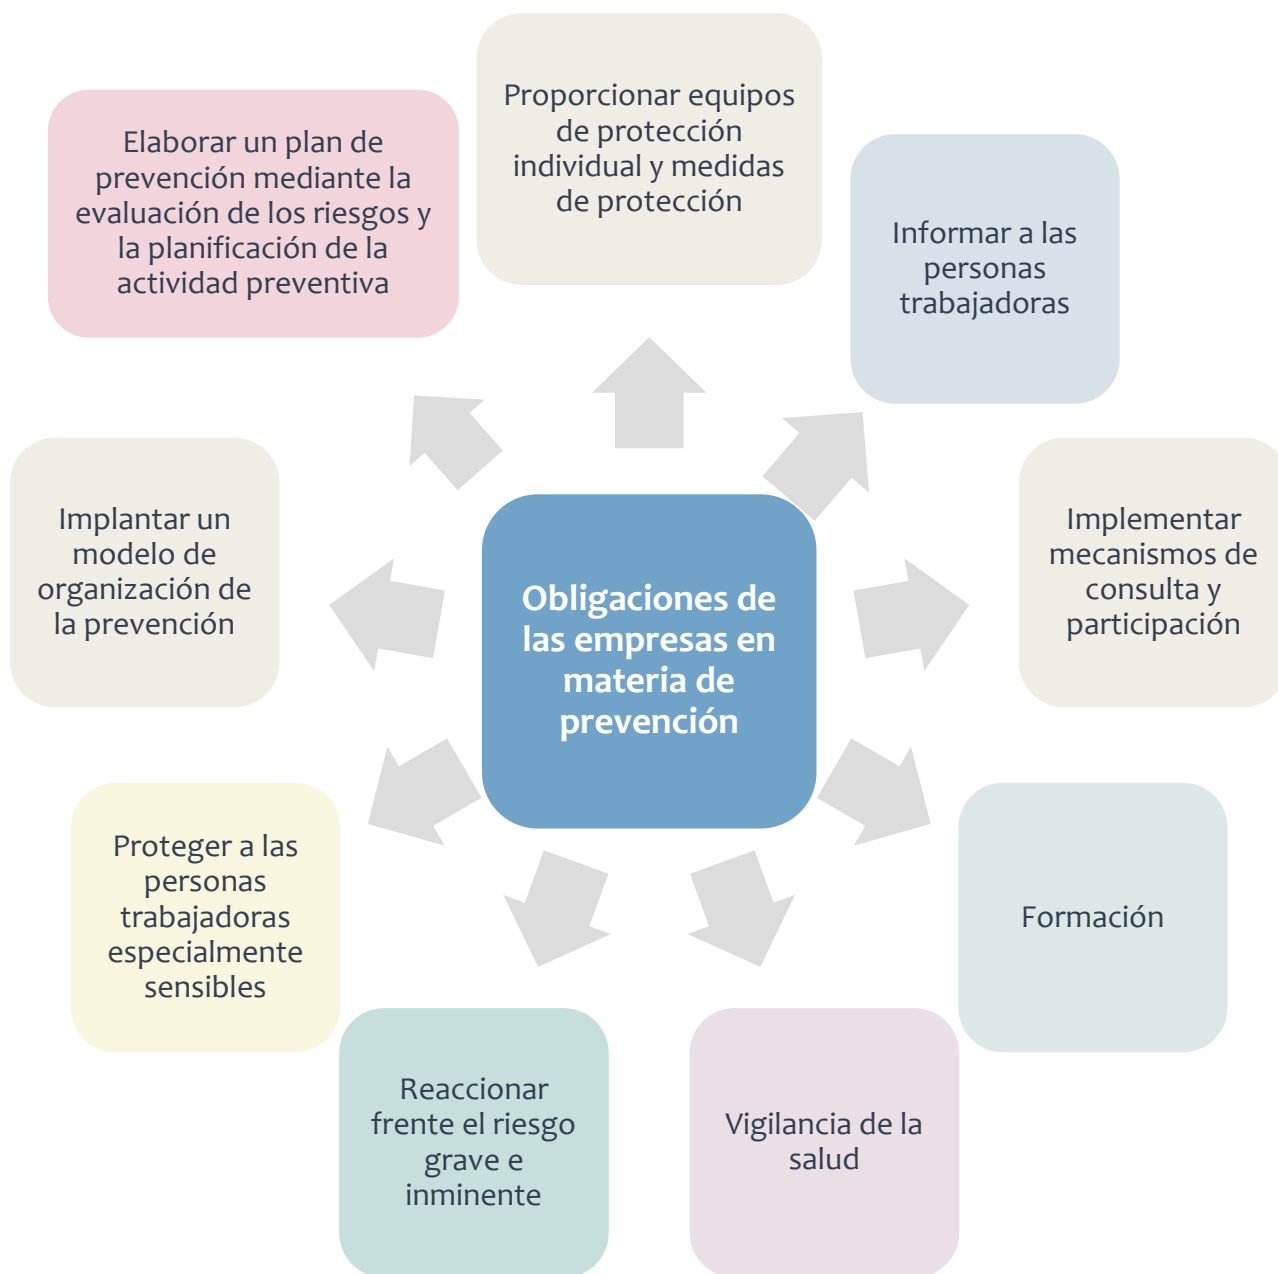 Proporcionar equipos
de protección
individual y medidas
de protección
Elaborar un plan de
prevención mediante la
evaluación de los riesgos y
la planificación de la
actividad preventiva
Informar a las
personas
trabajadoras
Implantar un
modelo de
organización de
la prevención
Obligaciones de
las empresas en
materia de
prevención
Implementar
mecanismos de
consulta y
participación
Proteger a las
personas
trabajadoras
especialmente
sensibles
Formación
Reaccionar
frente el riesgo
grave e
inminente
Vigilancia de la
salud